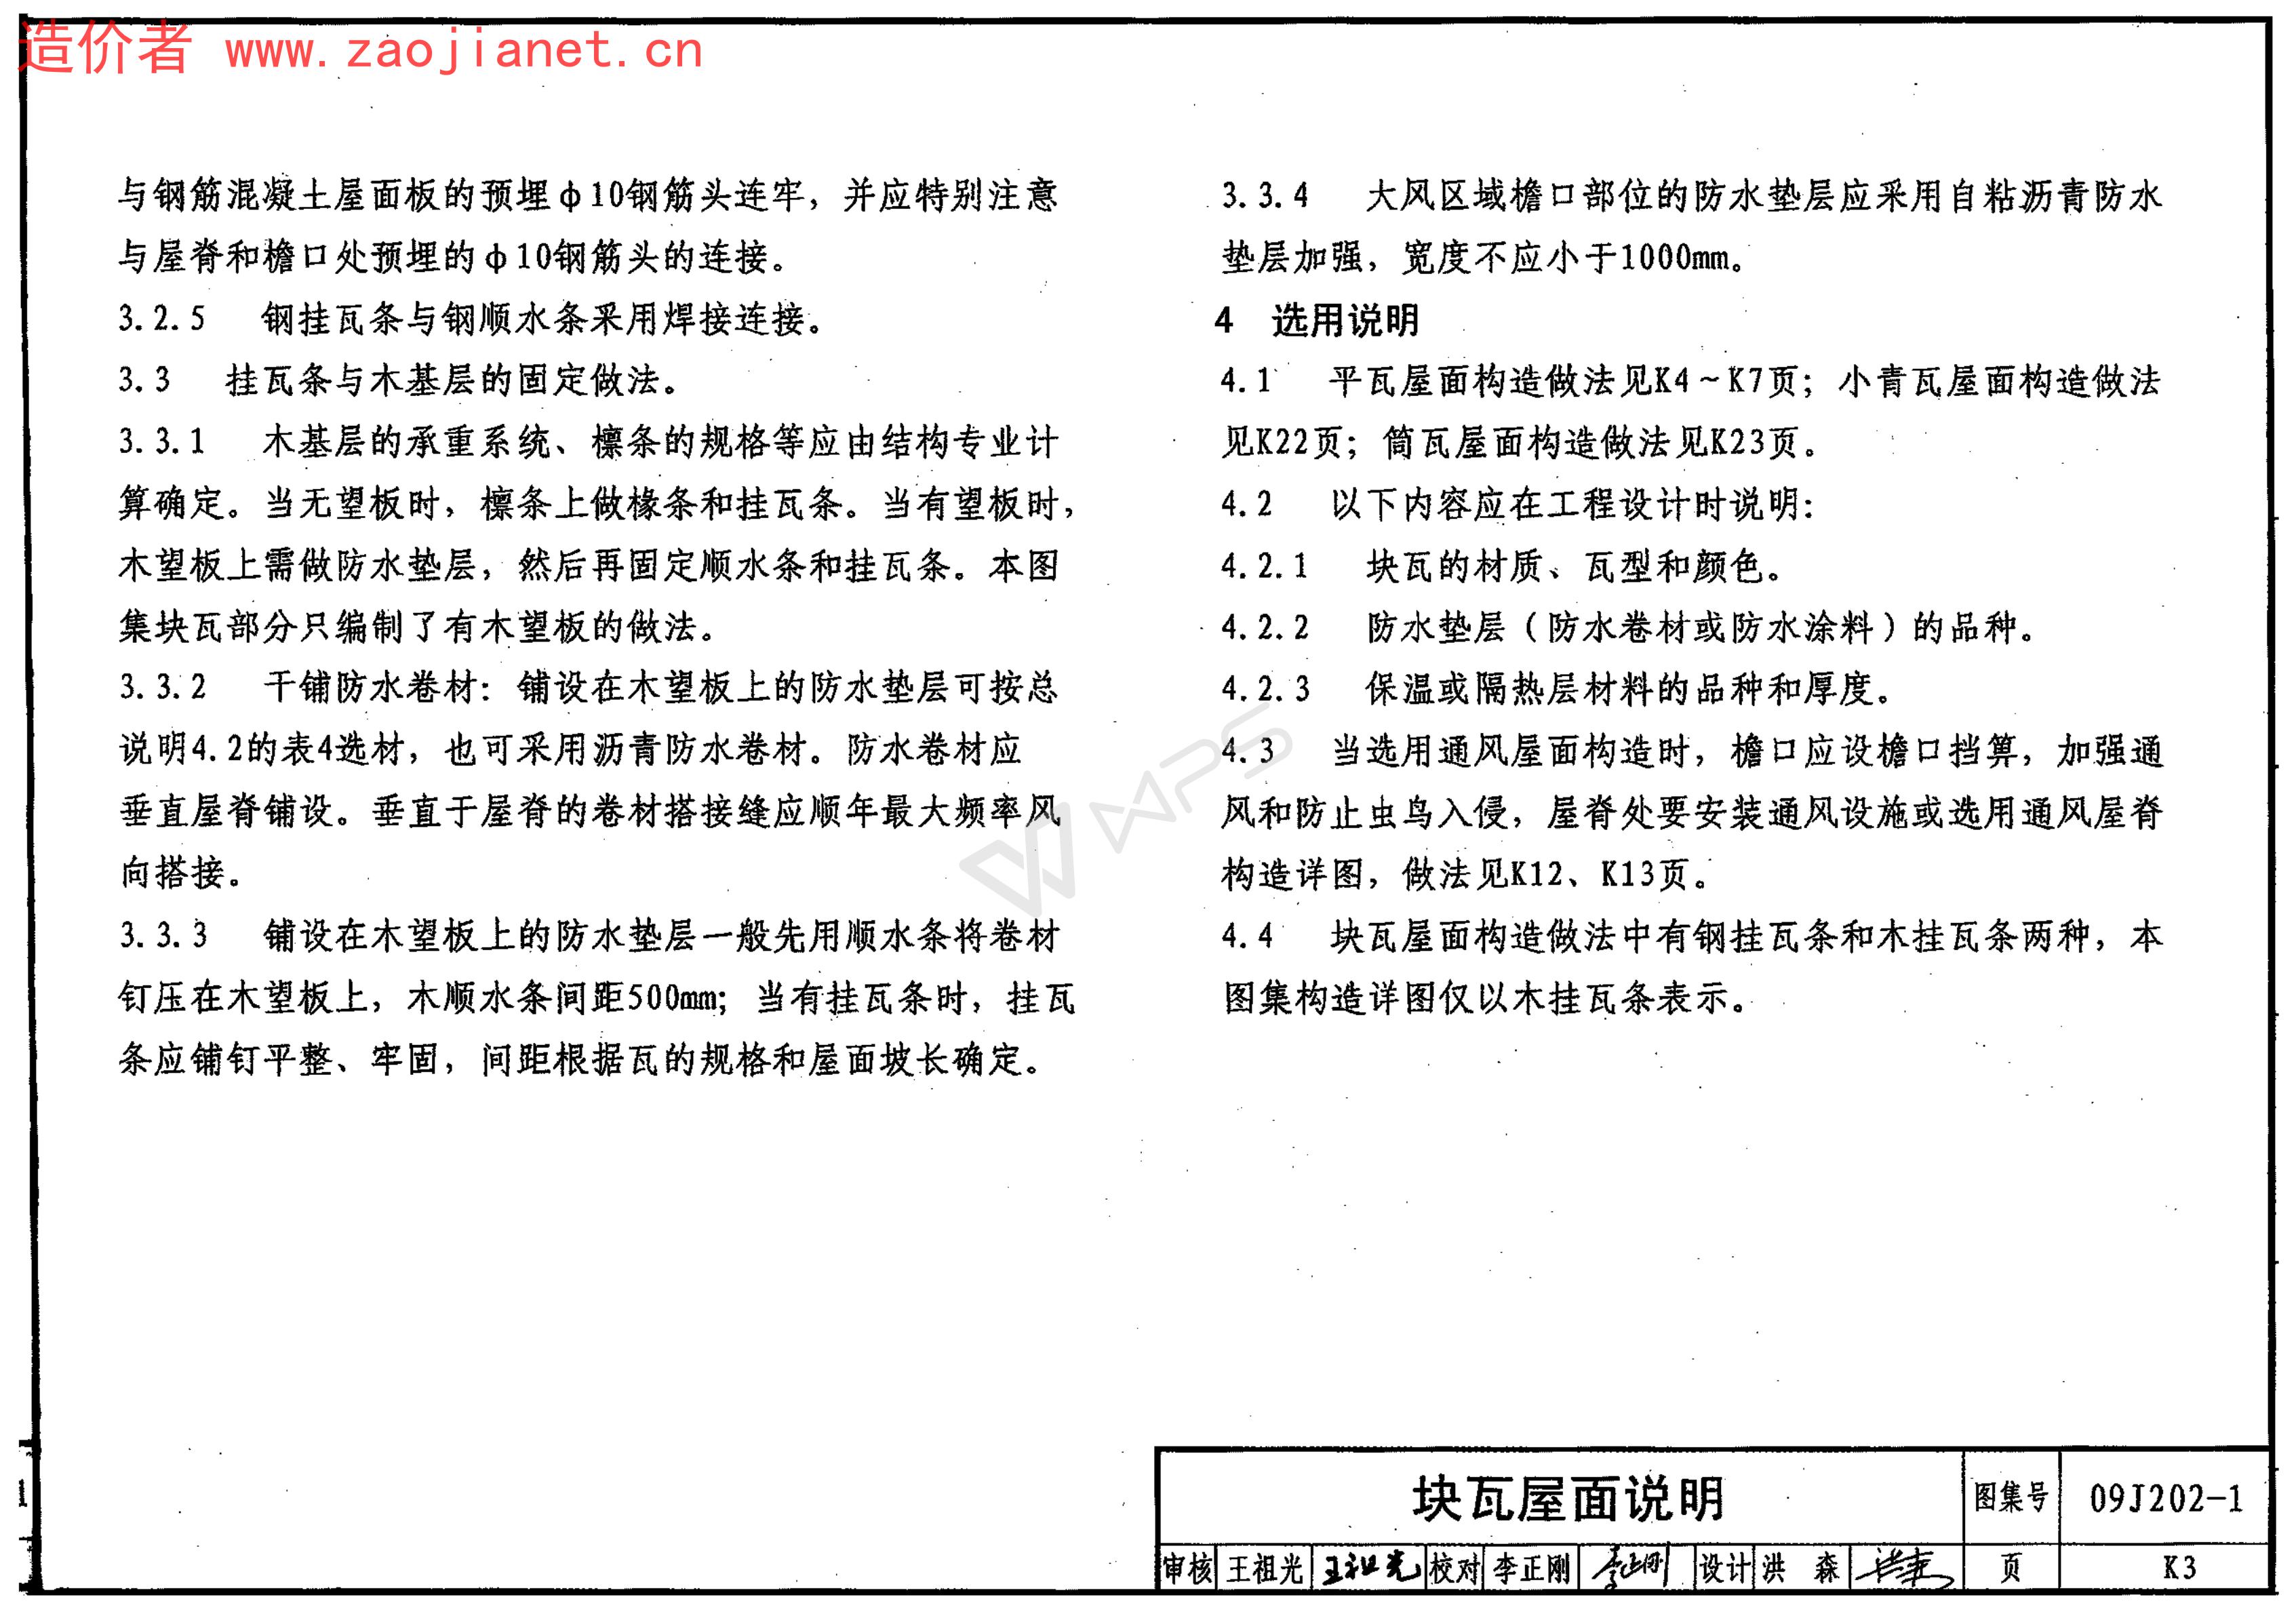 造价者 www.zaojianet.cn
与钢筋混凝土屋面板的预埋φ10钢筋头连牢，并应特别注意
与屋脊和檐口处预埋的φ10钢筋头的连接。
3.2.5 钢挂瓦条与钢顺水条采用焊接连接。
3.3 挂瓦条与木基层的固定做法。
3.3.1 木基层的承重系统、檩条的规格等应由结构专业计
算确定。当无望板时，檩条上做椽条和挂瓦条。当有望板时，
木望板上需做防水垫层，然后再固定顺水条和挂瓦条。本图
集块瓦部分只编制了有木望板的做法。
3.3.2 干铺防水卷材：铺设在木望板上的防水垫层可按总
说明4.2的表4选材，也可采用沥青防水卷材。防水卷材应
垂直屋脊铺设。垂直于屋脊的卷材搭接缝应顺年最大频率风
向搭接。
3.3.3 铺设在木望板上的防水垫层一般先用顺水条将卷材
钉压在木望板上，木顺水条间距500mm；当有挂瓦条时，挂瓦
条应铺钉平整、牢固，间距根据瓦的规格和屋面坡长确定。
3.3.4 大风区域檐口部位的防水垫层应采用自粘沥青防水
垫层加强，宽度不应小于1000mm。
4 选用说明
4.1 平瓦屋面构造做法见K4～K7页；小青瓦屋面构造做法
见K22页；筒瓦屋面构造做法见K23页。
4.2 以下内容应在工程设计时说明：
4.2.1 块瓦的材质、瓦型和颜色。
4.2.2 防水垫层（防水卷材或防水涂料）的品种。
4.2.3 保温或隔热层材料的品种和厚度。
4.3 当选用通风屋面构造时，檐口应设檐口挡箅，加强通
风和防止虫鸟入侵，屋脊处要安装通风设施或选用通风屋脊
构造详图，做法见K12、K13页。
4.4 块瓦屋面构造做法中有钢挂瓦条和木挂瓦条两种，本
图集构造详图仅以木挂瓦条表示。
WPS
块瓦屋面说明 图集号 09J202-1
审核 王祖光 王祖光 校对 李正刚 李正刚 设计 洪 森 洪森 页 K3